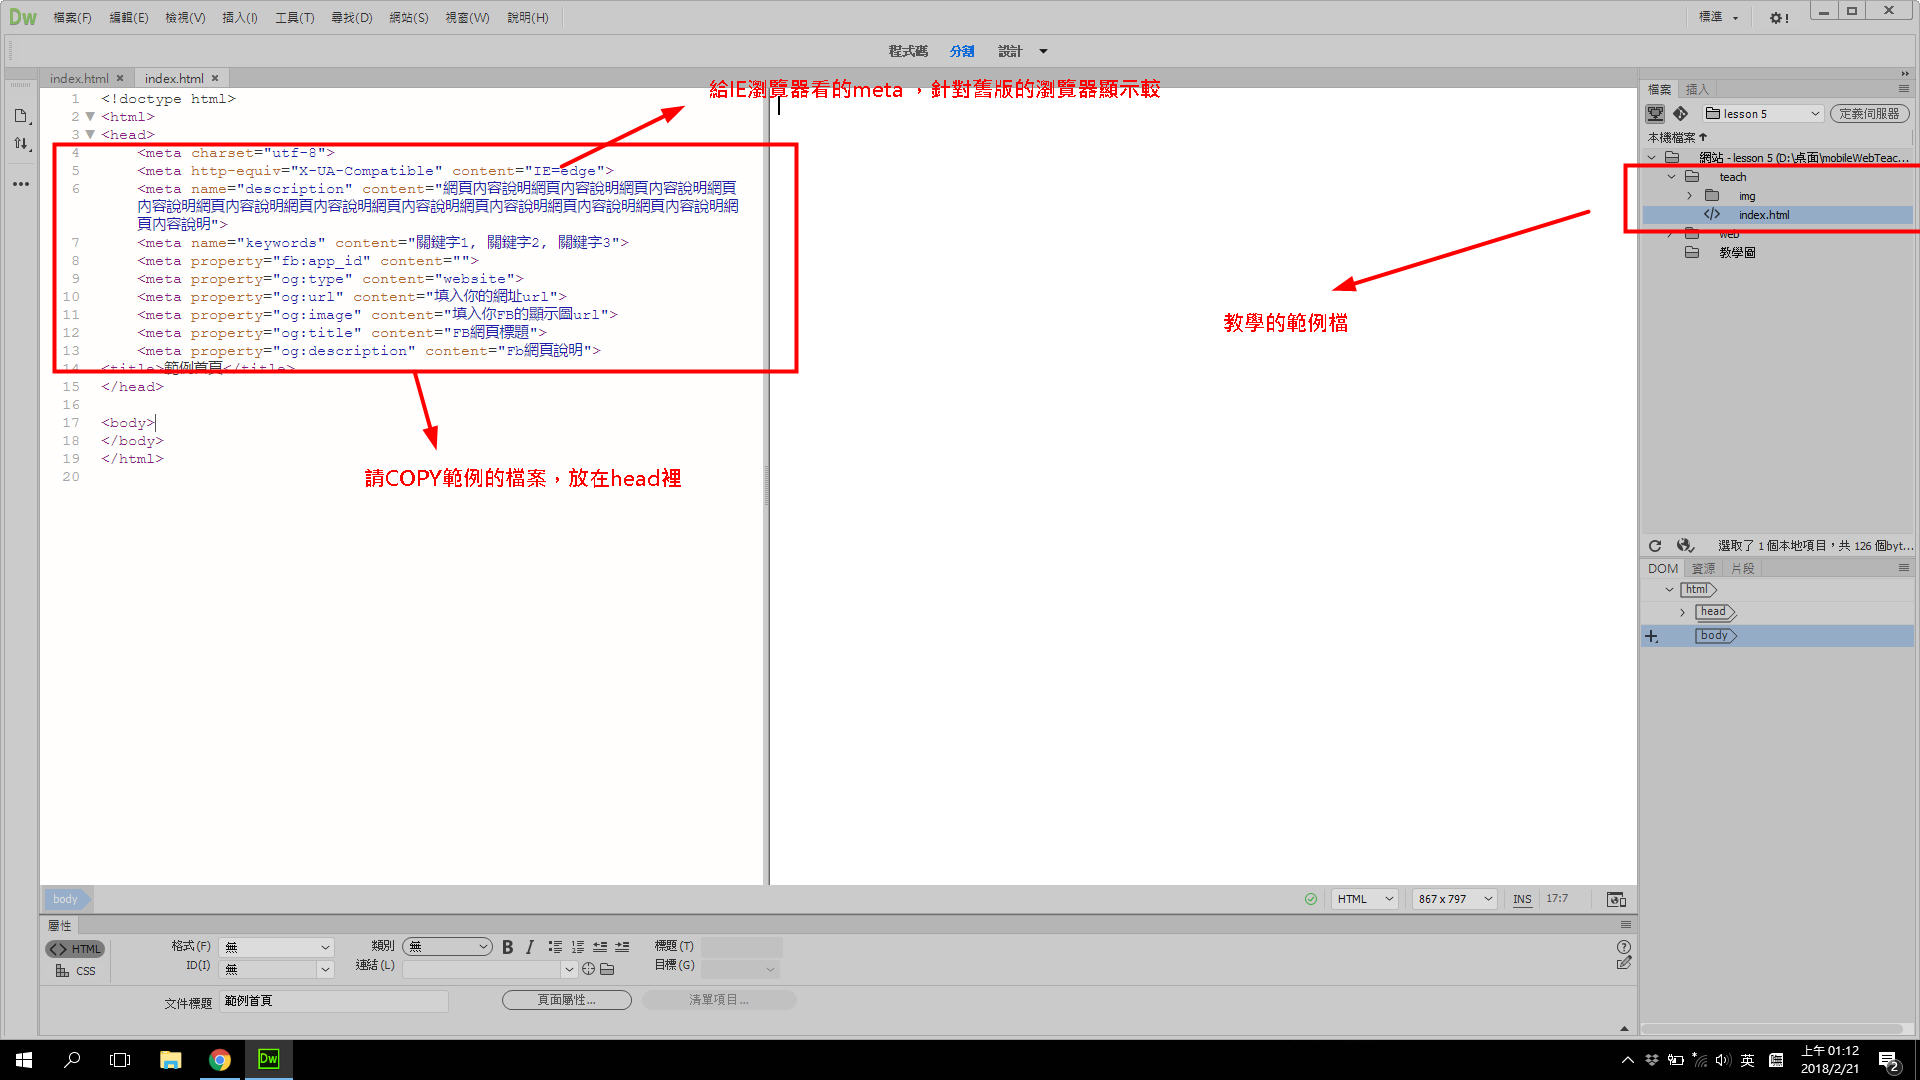 Dw 檔案(F) 編輯(E) 檢視(V) 插入(I) 工具(T) 尋找(D) 網站(S) 視窗(W) 說明(H) 標準
程式碼 分割 設計
index.html × index.html ×
給IE瀏覽器看的meta ，針對舊版的瀏覽器顯示較
1 <!doctype html>
2 <html>
3 <head>
4 <meta charset="utf-8">
5 <meta http-equiv="X-UA-Compatible" content="IE=edge">
6 <meta name="description" content="網頁內容說明網頁內容說明網頁內容說明網頁
內容說明網頁內容說明網頁內容說明網頁內容說明網頁內容說明網頁內容說明網頁內容說明網
頁內容說明">
7 <meta name="keywords" content="關鍵字1, 關鍵字2, 關鍵字3">
8 <meta property="fb:app_id" content="">
9 <meta property="og:type" content="website">
10 <meta property="og:url" content="填入你的網址url">
11 <meta property="og:image" content="填入你FB的顯示圖url">
12 <meta property="og:title" content="FB網頁標題">
13 <meta property="og:description" content="Fb網頁說明">
14 <title>範例首頁</title>
15 </head>
16
17 <body>
18 </body>
19 </html>
20
請COPY範例的檔案，放在head裡
教學的範例檔
檔案 插入
lesson 5 定義伺服器
本機檔案
網站 - lesson 5 (D:\桌面\mobileWebTeac...
teach
img
index.html
web
教學圖
選取了 1 個本地項目，共 126 個byt...
DOM 資源 片段
html
head
body
body HTML 867 x 797 INS 17:7
屬性
HTML 格式(F) 無 類別 無 B I 標題(T)
CSS ID(I) 無 連結(L) 目標(G)
文件標題 範例首頁 頁面屬性... 清單項目...
Dw 英 上午 01:12
2018/2/21 2